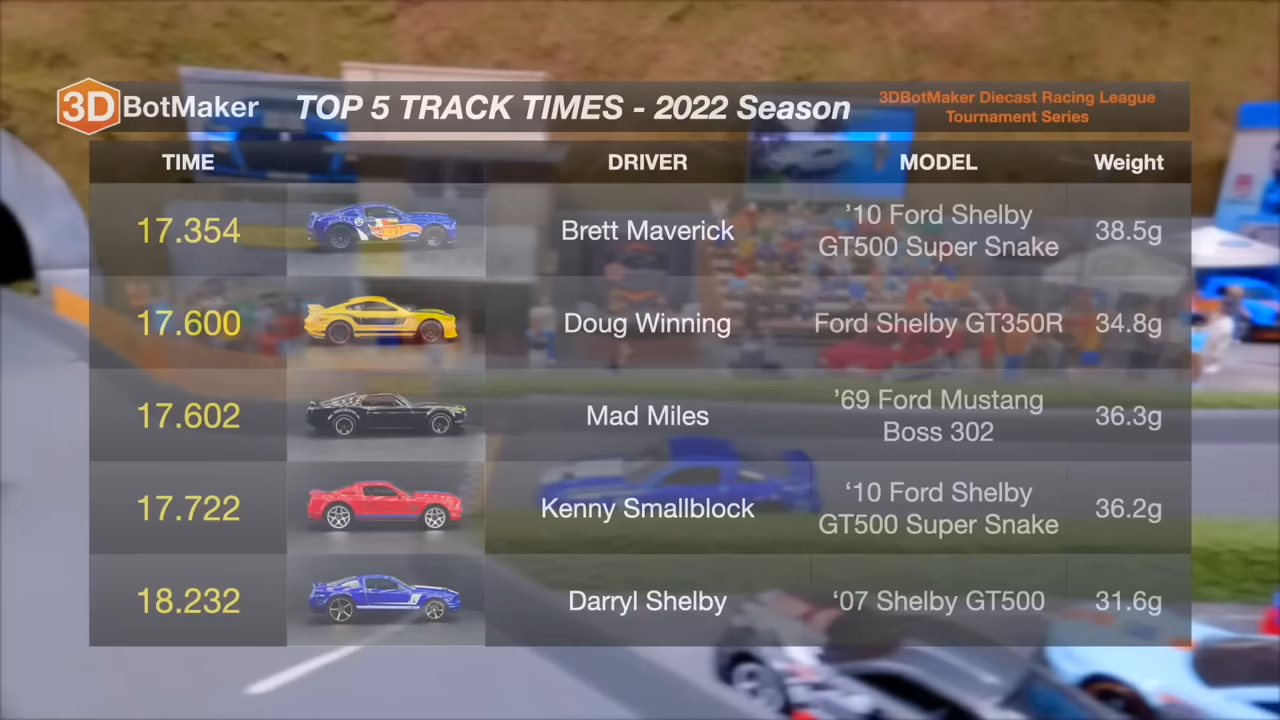 3D BotMaker
TOP 5 TRACK TIMES - 2022 Season
3DBotMaker Diecast Racing League
Tournament Series
TIME DRIVER MODEL Weight
17.354 Brett Maverick ’10 Ford Shelby
GT500 Super Snake 38.5g
17.600 Doug Winning Ford Shelby GT350R 34.8g
17.602 Mad Miles ’69 Ford Mustang
Boss 302 36.3g
17.722 Kenny Smallblock ‘10 Ford Shelby
GT500 Super Snake 36.2g
18.232 Darryl Shelby ‘07 Shelby GT500 31.6g